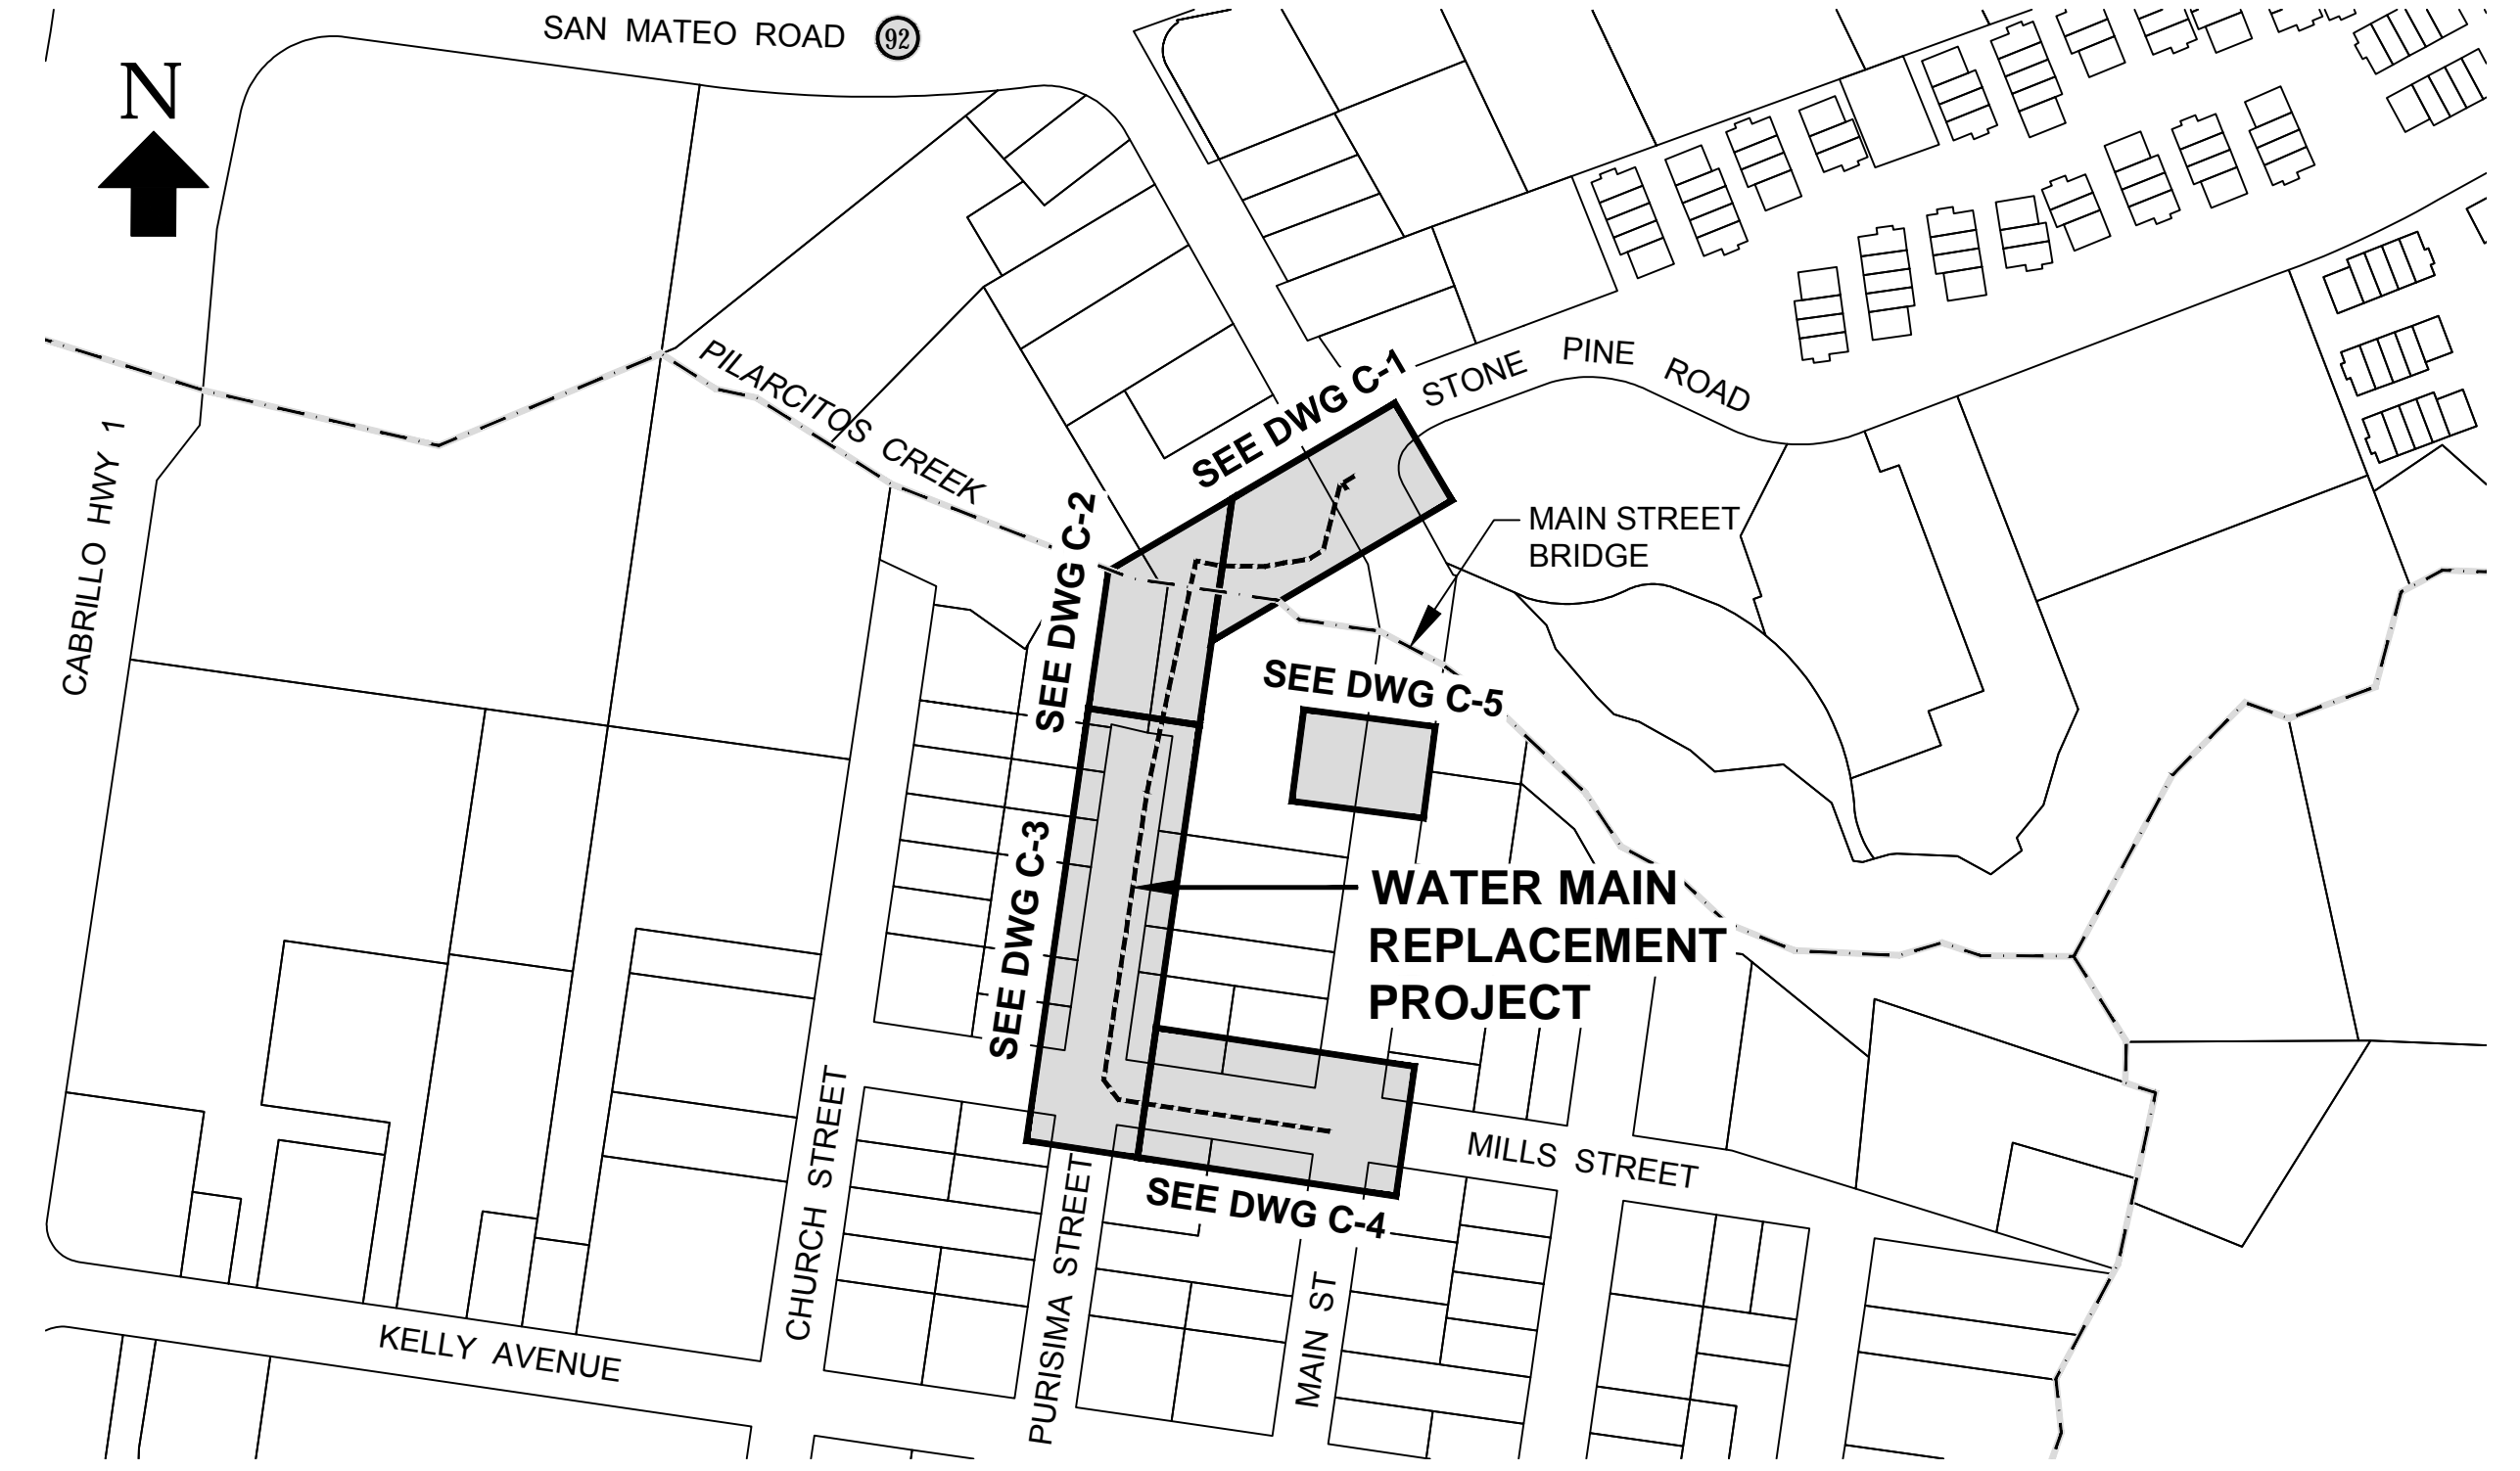 SAN MATEO ROAD 92
N
PILARCITOS CREEK
STONE PINE ROAD
CABRILLO HWY 1
SEE DWG C-1
SEE DWG C-2
MAIN STREET
BRIDGE
SEE DWG C-5
SEE DWG C-3
WATER MAIN
REPLACEMENT
PROJECT
CHURCH STREET
PURISIMA STREET
SEE DWG C-4
MILLS STREET
MAIN ST
KELLY AVENUE